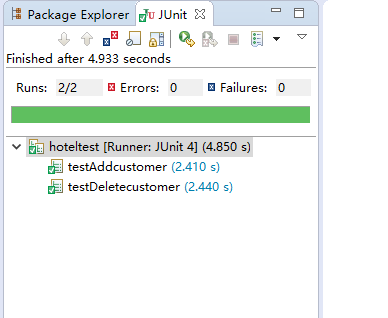 Package Explorer JUnit
Finished after 4.933 seconds
Runs: 2/2 Errors: 0 Failures: 0
hoteltest [Runner: JUnit 4] (4.850 s)
testAddcustomer (2.410 s)
testDeletecustomer (2.440 s)